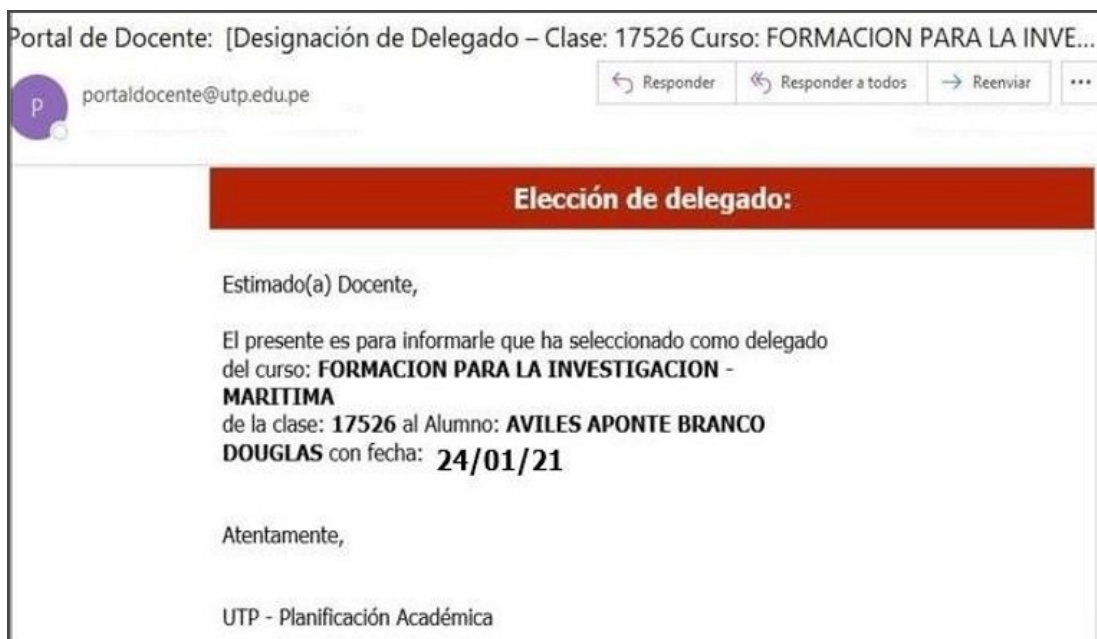 Portal de Docente: [Designación de Delegado – Clase: 17526 Curso: FORMACION PARA LA INVE...
P
portaldocente@utp.edu.pe
Responder
Responder a todos
Reenviar
...
Elección de delegado:
Estimado(a) Docente,
El presente es para informarle que ha seleccionado como delegado
del curso: FORMACION PARA LA INVESTIGACION -
MARITIMA
de la clase: 17526 al Alumno: AVILES APONTE BRANCO
DOUGLAS con fecha: 24/01/21
Atentamente,
UTP - Planificación Académica